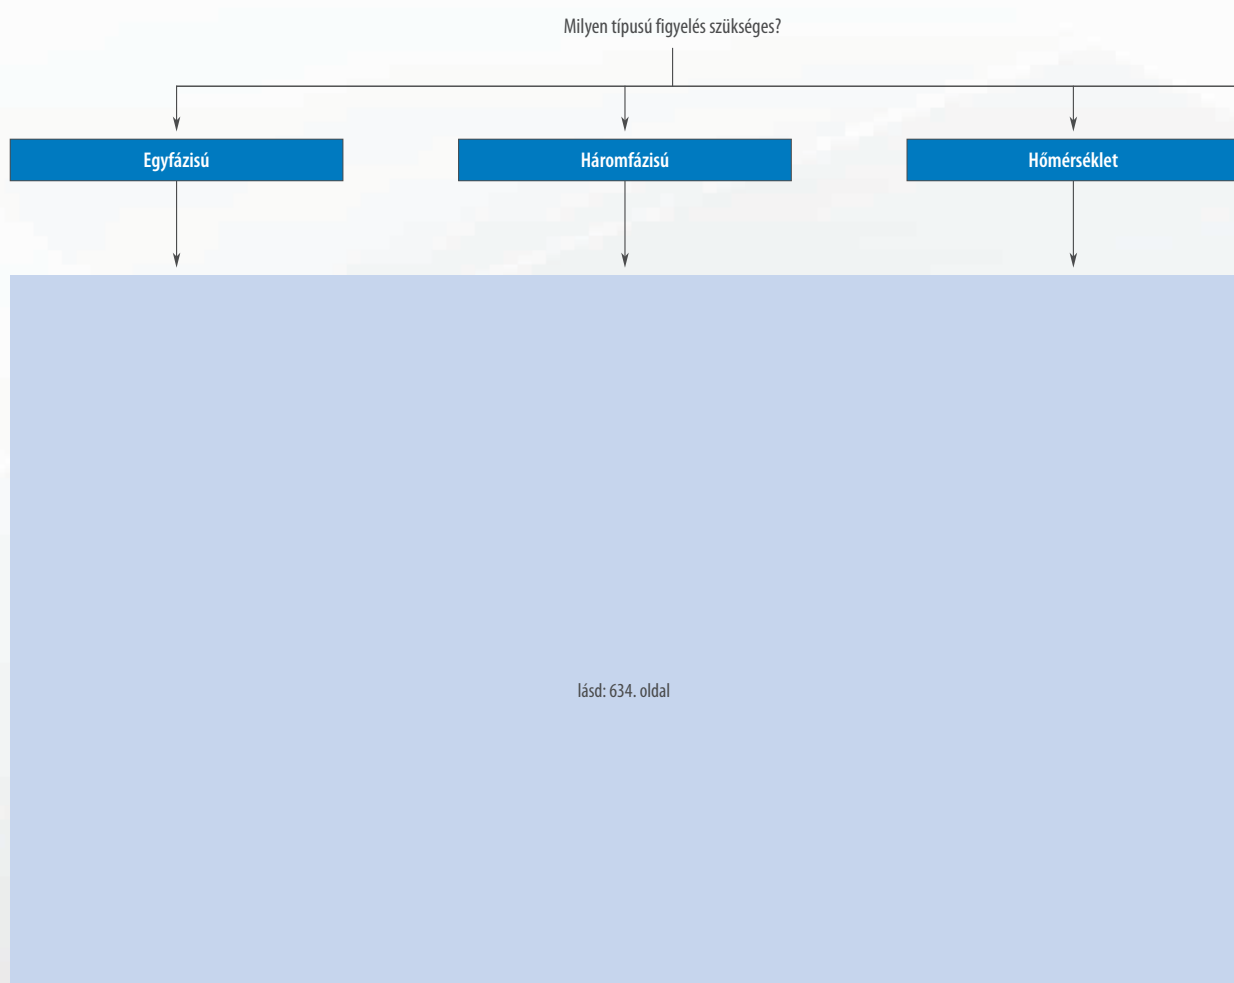 Milyen típusú figyelés szükséges?
Egyfázisú
Háromfázisú
Hőmérséklet
lásd: 634. oldal